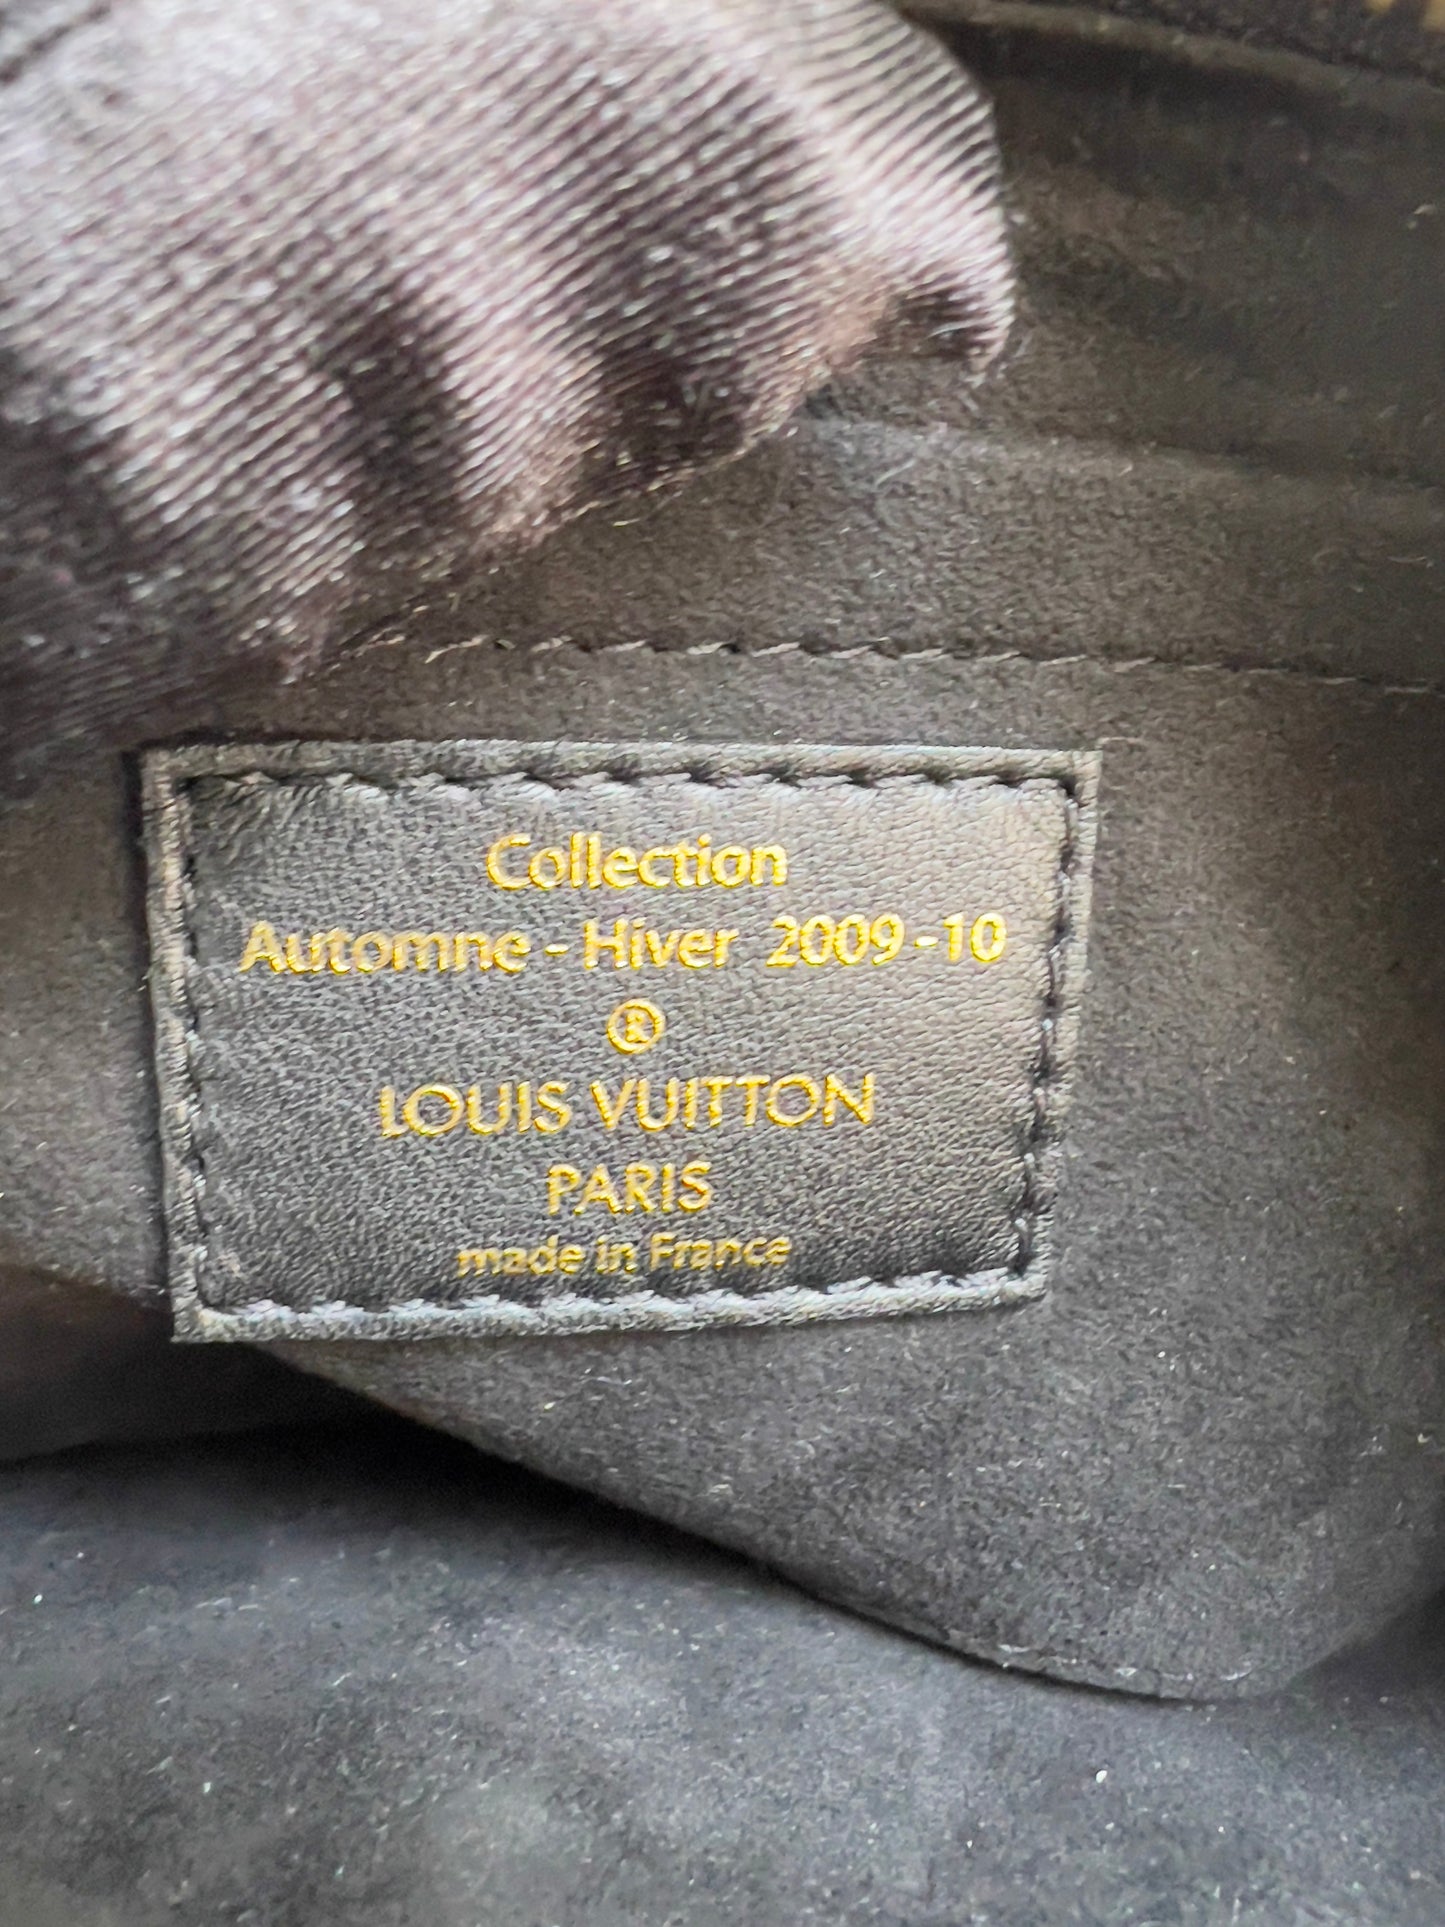 Collection
Automne - Hiver 2009 - 10
®
LOUIS VUITTON
PARIS
made in France